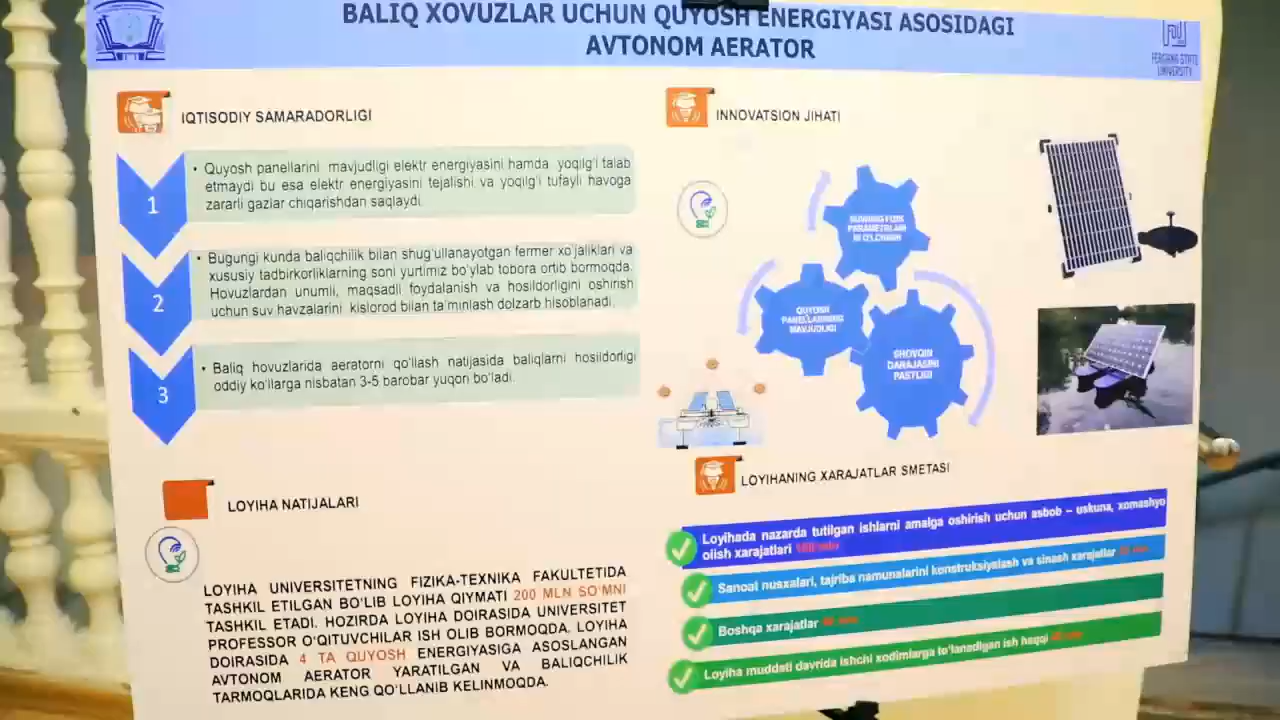 BALIQ XOVUZLAR UCHUN QUYOSH ENERGIYASI ASOSIDAGI
AVTONOM AERATOR
FERGANA STATE
UNIVERSITY
IQTISODIY SAMARADORLIGI
1
• Quyosh panellarini mavjudligi elektr energiyasini hamda yoqilg'i talab
etmaydi bu esa elektr energiyasini tejalishi va yoqilg'i tufayli havoga
zararli gazlar chiqarishdan saqlaydi.
2
• Bugungi kunda baliqchilik bilan shug'ullanayotgan fermer xo'jaliklari va
xususiy tadbirkorliklarning soni yurtimiz bo'ylab tobora ortib bormoqda.
Hovuzlardan unumli, maqsadli foydalanish va hosildorligini oshirish
uchun suv havzalarini kislorod bilan ta'minlash dolzarb hisoblanadi.
3
• Baliq hovuzlarida aeratorni qo'llash natijasida baliqlarni hosildorligi
oddiy ko'llarga nisbatan 3-5 barobar yuqori bo'ladi.
LOYIHA NATIJALARI
LOYIHA UNIVERSITETNING FIZIKA-TEXNIKA FAKULTETIDA
TASHKIL ETILGAN BO'LIB LOYIHA QIYMATI 200 MLN SO'MNI
TASHKIL ETADI. HOZIRDA LOYIHA DOIRASIDA UNIVERSITET
PROFESSOR O'QITUVCHILAR ISH OLIB BORMOQDA. LOYIHA
DOIRASIDA 4 TA QUYOSH ENERGIYASIGA ASOSLANGAN
AVTONOM AERATOR YARATILGAN VA BALIQCHILIK
TARMOQLARIDA KENG QO'LLANIB KELINMOQDA.
INNOVATSION JIHATI
SUVNING FIZIK
PARAMETRLARI
QUYOSH
PANELLARINING
MAVJUDLIGI
SHOVQIN
DARAJASINI
PASTLIGI
LOYIHANING XARAJATLAR SMETASI
Loyihada nazarda tutilgan ishlarni amalga oshirish uchun asbob – uskuna, xomashyo
olish xarajatlari
Sanoat nusxalari, tajriba namunalarini konstruksiyalash va sinash xarajatlar
Boshqa xarajatlar
Loyiha muddati davrida ishchi xodimlarga to'lanadigan ish haqqi